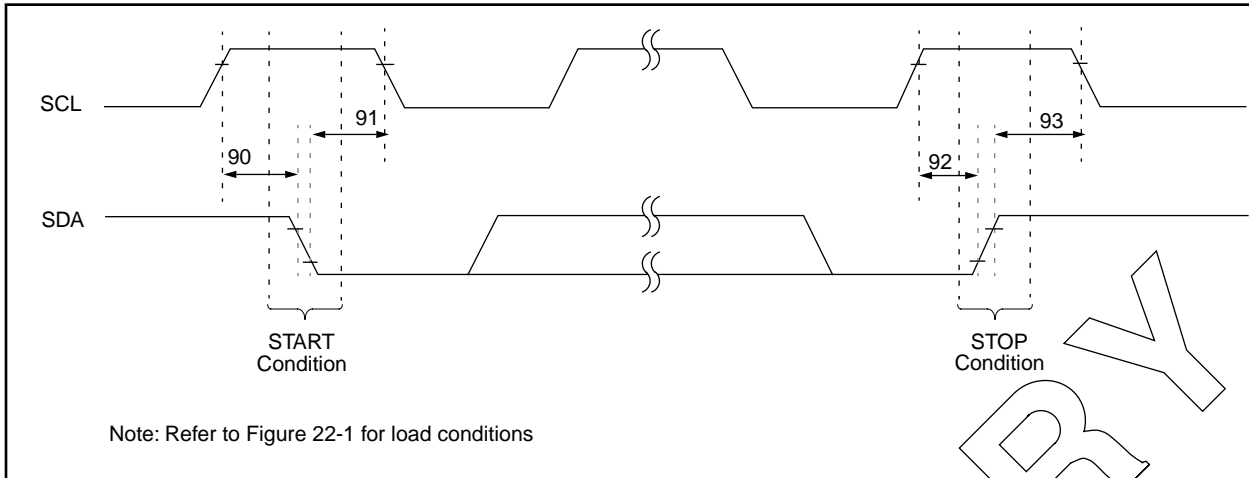 SCL
91
93
90
92
SDA
START
Condition
STOP
Condition
Note: Refer to Figure 22-1 for load conditions
R Y